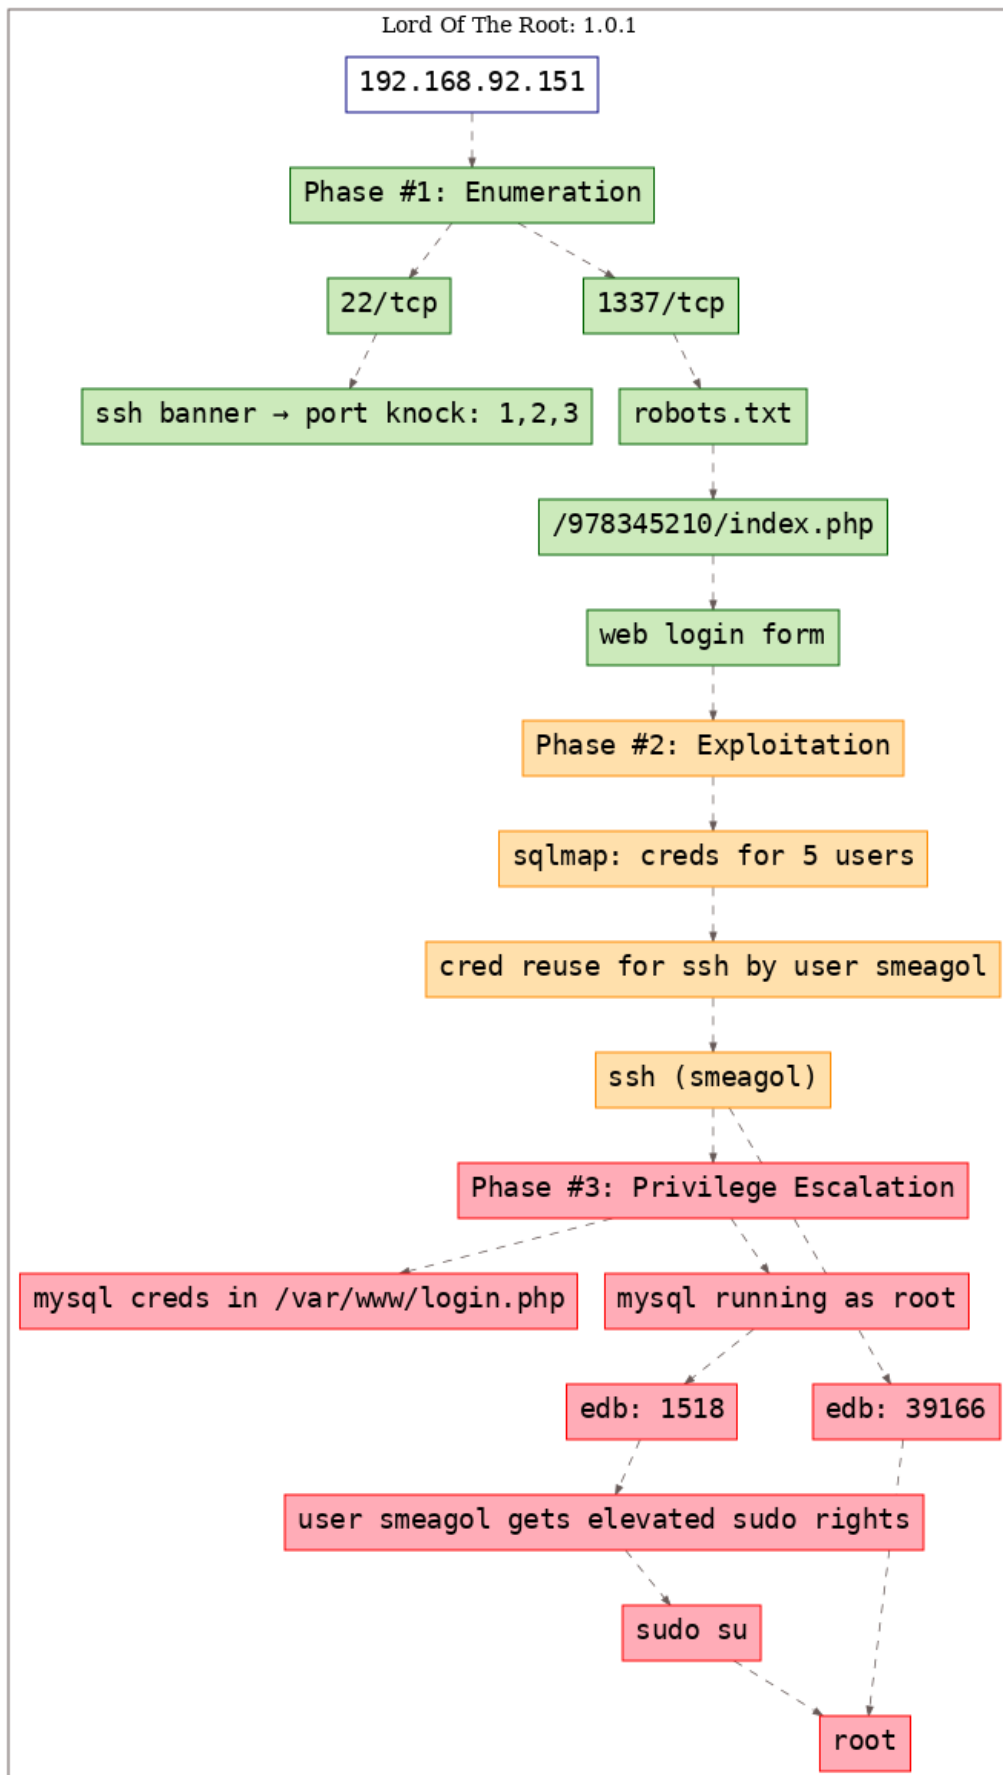 Lord Of The Root: 1.0.1
192.168.92.151
Phase #1: Enumeration
22/tcp
1337/tcp
ssh banner → port knock: 1,2,3
robots.txt
/978345210/index.php
web login form
Phase #2: Exploitation
sqlmap: creds for 5 users
cred reuse for ssh by user smeagol
ssh (smeagol)
Phase #3: Privilege Escalation
mysql creds in /var/www/login.php
mysql running as root
edb: 1518
edb: 39166
user smeagol gets elevated sudo rights
sudo su
root